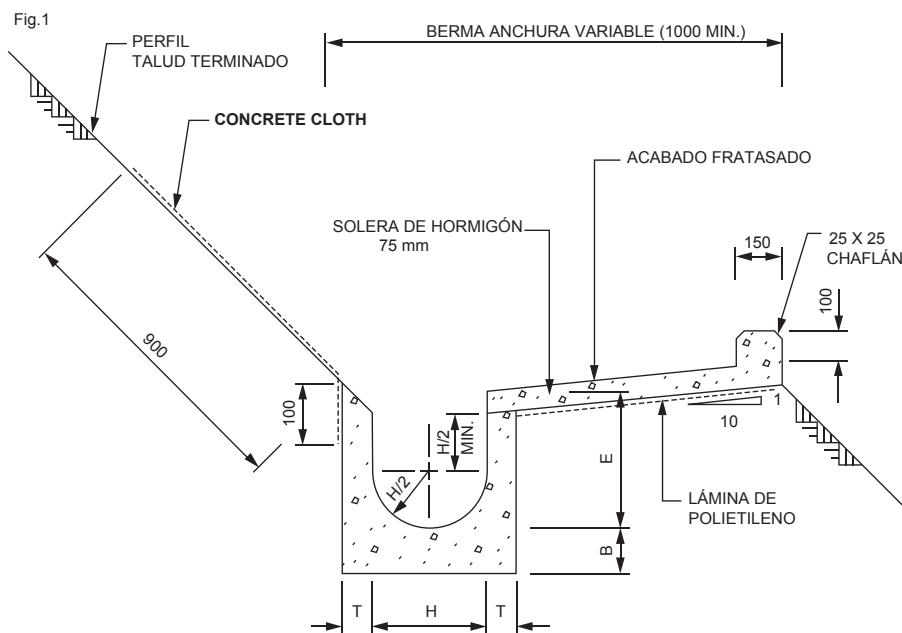 Fig.1
BERMA ANCHURA VARIABLE (1000 MIN.)
PERFIL
TALUD TERMINADO
CONCRETE CLOTH
ACABADO FRATASADO
SOLERA DE HORMIGÓN
75 mm
150
25 X 25
CHAFLÁN
100
900
100
H/2
MIN.
H/2
E
10
1
LÁMINA DE
POLIETILENO
B
T
H
T